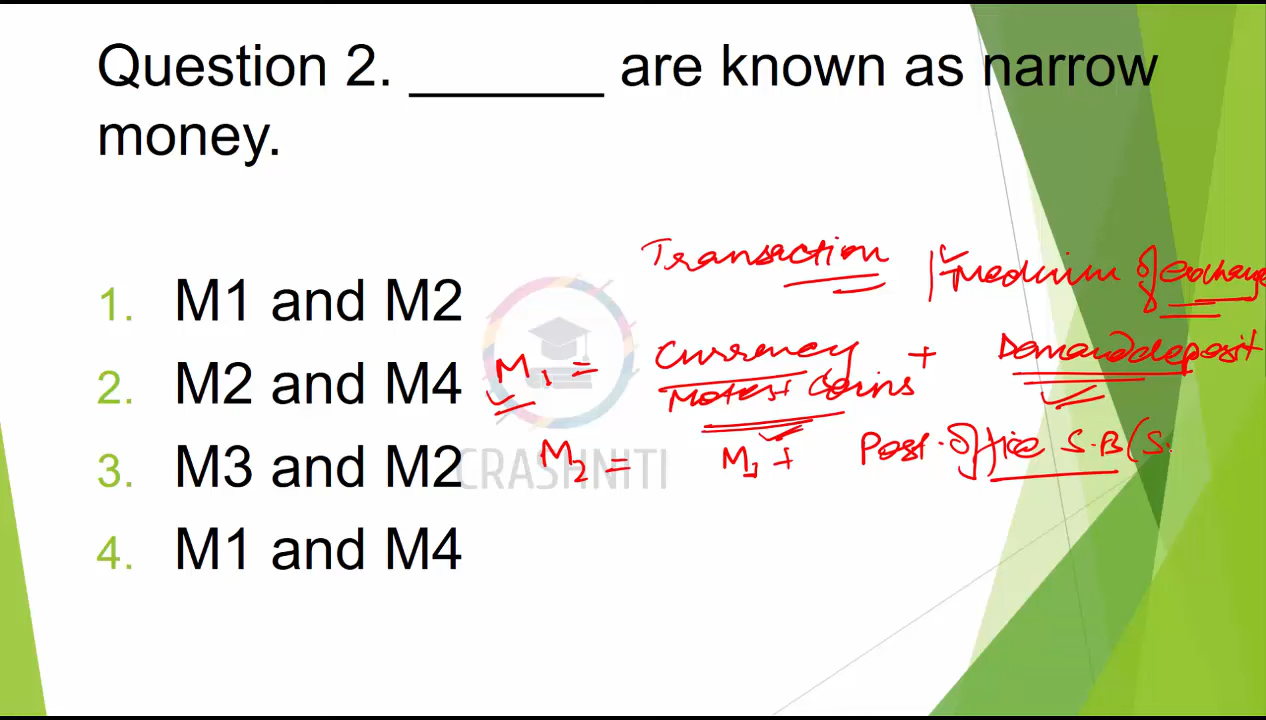 Question 2. ______ are known as narrow
money.
Transaction | Medium of exchange
1. M1 and M2
M1 = Currency + Demand deposit
2. M2 and M4
Notes + Coins
3. M3 and M2
M2 = M1 + Post-Office S.B (S.
CRASHNITI
4. M1 and M4